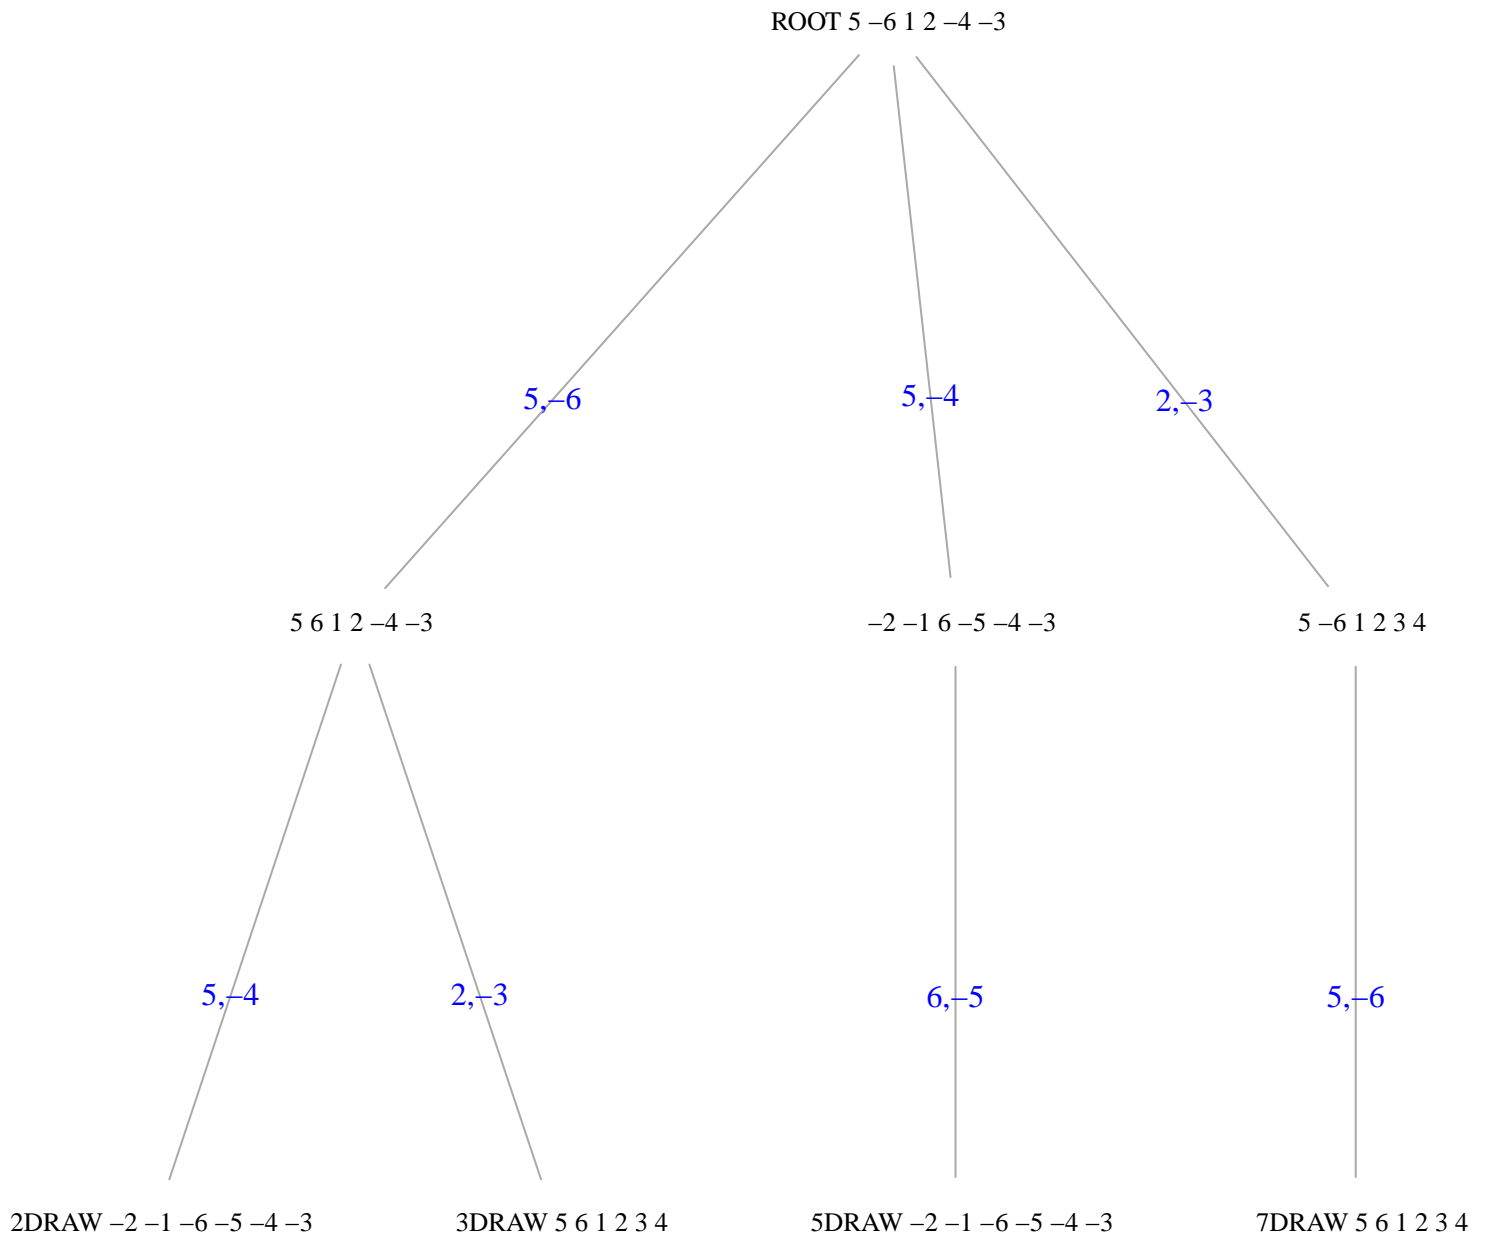 ROOT 5 –6 1 2 –4 –3
5,–6
5,–4
2,–3
5 6 1 2 –4 –3
–2 –1 6 –5 –4 –3
5 –6 1 2 3 4
5,–4
2,–3
6,–5
5,–6
2DRAW –2 –1 –6 –5 –4 –3
3DRAW 5 6 1 2 3 4
5DRAW –2 –1 –6 –5 –4 –3
7DRAW 5 6 1 2 3 4